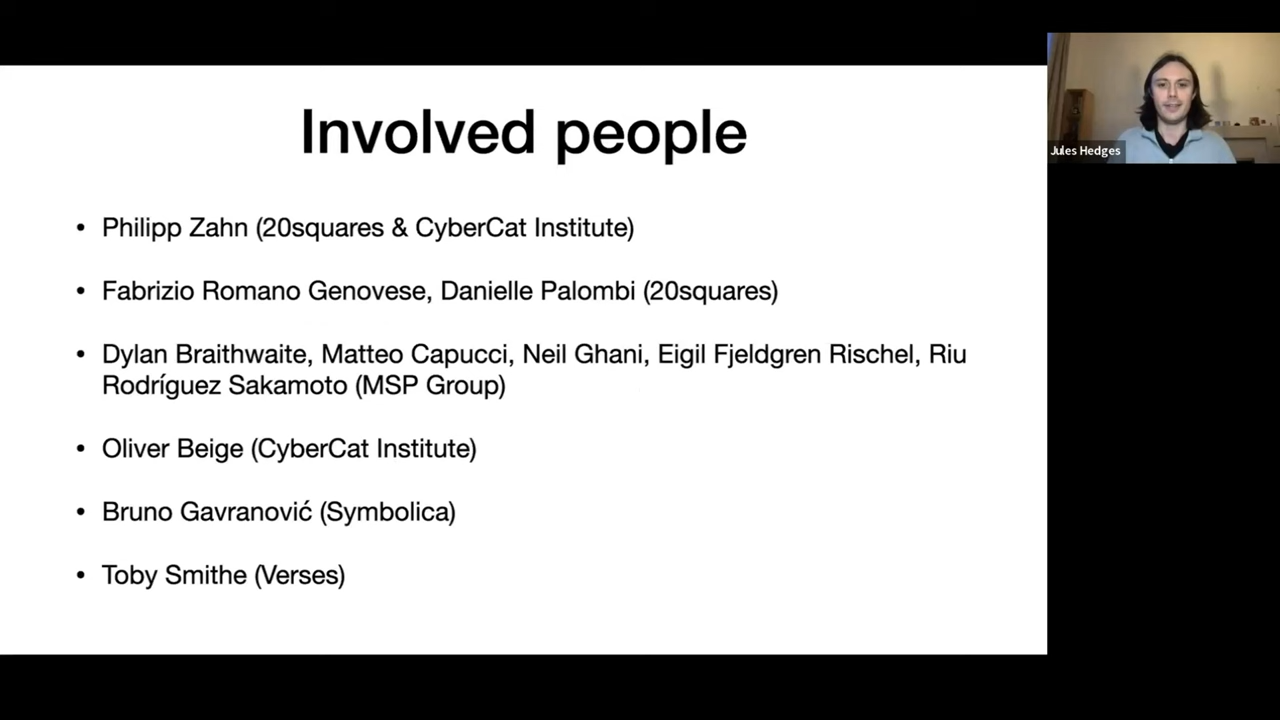 Involved people
Jules Hedges
• Philipp Zahn (20squares & CyberCat Institute)
• Fabrizio Romano Genovese, Danielle Palombi (20squares)
• Dylan Braithwaite, Matteo Capucci, Neil Ghani, Eigil Fjeldgren Rischel, Riu
Rodríguez Sakamoto (MSP Group)
• Oliver Beige (CyberCat Institute)
• Bruno Gavranović (Symbolica)
• Toby Smithe (Verses)